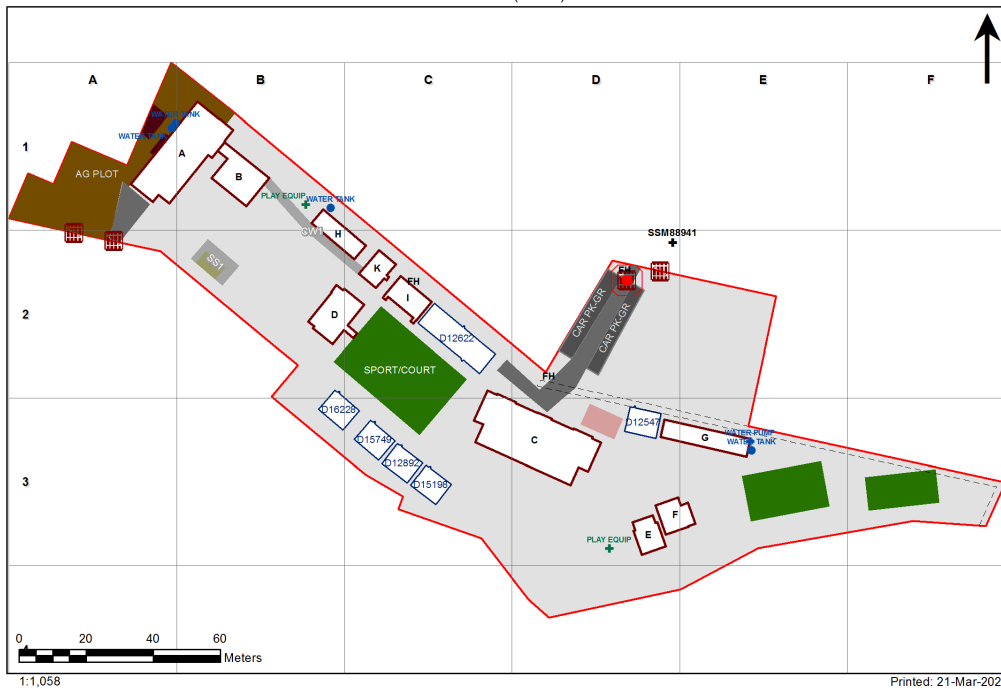 A B C D E F
1
WATER TANK
WATER TANK
A
AG PLOT
B
PLAY EQUIP
WATER TANK
CW1
H
SSM88941
SS1
K
FH
I
FH
2
D
D12622
CAR PK-GR
CAR PK-GR
SPORT/COURT
FH
D16228
D12547
WATER PUMP
WATER TANK
C
G
D15749
D12892
D15198
3
F
E
PLAY EQUIP
0 20 40 60
4
Meters
1:1,058
Printed: 21-Mar-202